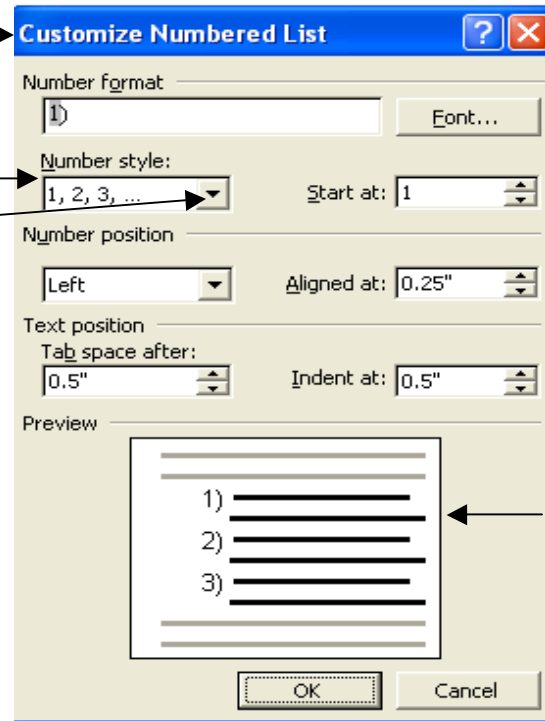 Customize Numbered List
Number format
1)
Font...
Number style:
1, 2, 3, ...
Start at: 1
Number position
Left
Aligned at: 0.25"
Text position
Tab space after:
0.5"
Indent at: 0.5"
Preview
1)
2)
3)
OK
Cancel